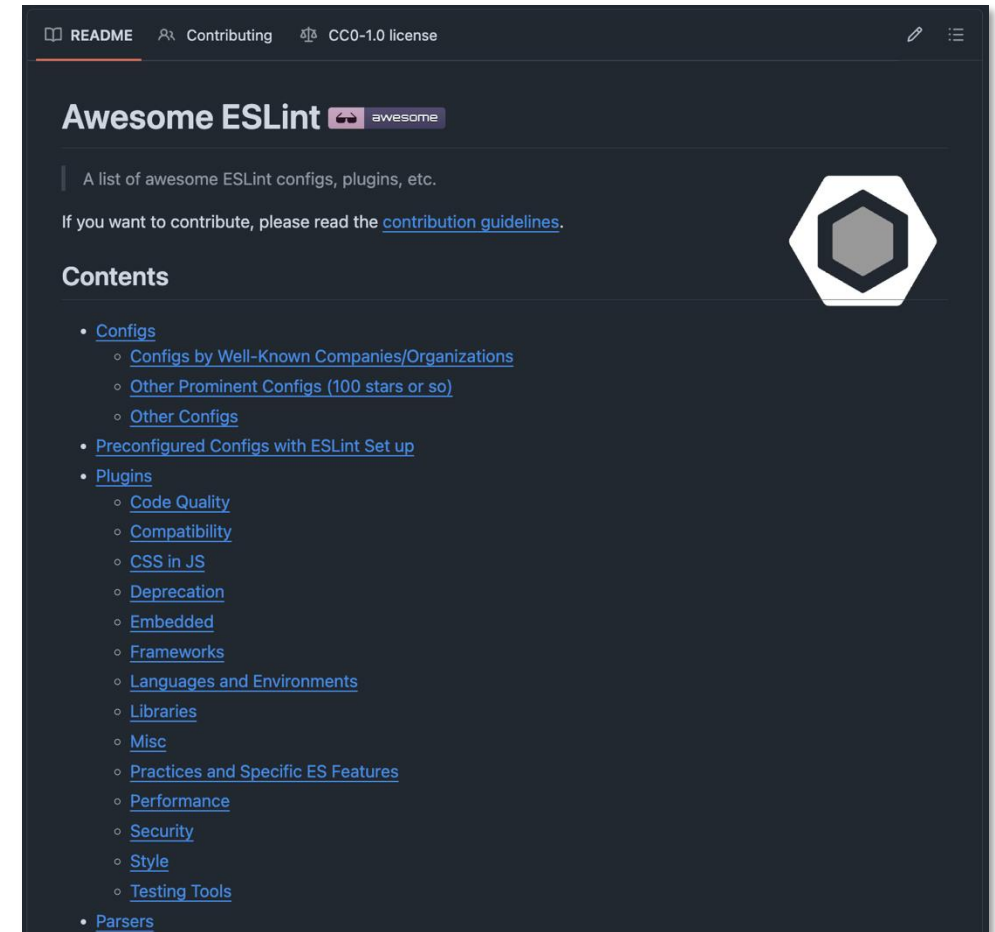 README Contributing CC0-1.0 license
Awesome ESLint awesome
A list of awesome ESLint configs, plugins, etc.
If you want to contribute, please read the contribution guidelines.
Contents
Configs
Configs by Well-Known Companies/Organizations
Other Prominent Configs (100 stars or so)
Other Configs
Preconfigured Configs with ESLint Set up
Plugins
Code Quality
Compatibility
CSS in JS
Deprecation
Embedded
Frameworks
Languages and Environments
Libraries
Misc
Practices and Specific ES Features
Performance
Security
Style
Testing Tools
Parsers